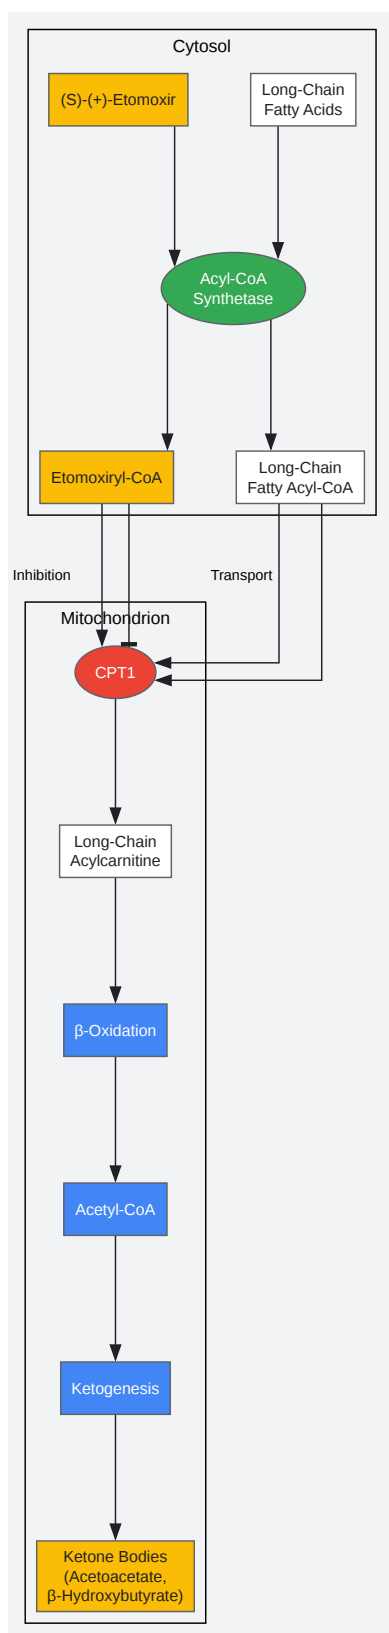 Cytosol
(S)-(+)-Etomoxir
Long-Chain
Fatty Acids
Acyl-CoA
Synthetase
Etomoxiryl-CoA
Long-Chain
Fatty Acyl-CoA
Inhibition
Transport
Mitochondrion
CPT1
Long-Chain
Acylcarnitine
β-Oxidation
Acetyl-CoA
Ketogenesis
Ketone Bodies
(Acetoacetate,
β-Hydroxybutyrate)